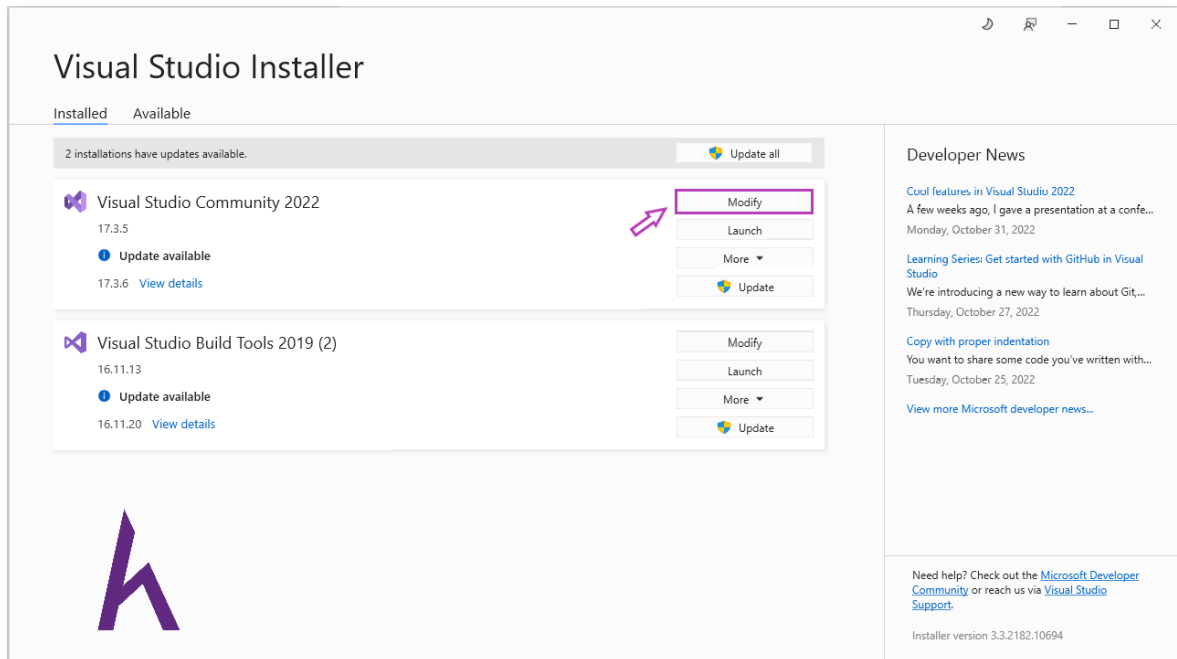 Visual Studio Installer
Installed
Available
2 installations have updates available.
Update all
Visual Studio Community 2022
17.3.5
Update available
17.3.6 View details
Modify
Launch
More
Update
Visual Studio Build Tools 2019 (2)
16.11.13
Update available
16.11.20 View details
Modify
Launch
More
Update
Developer News
Cool features in Visual Studio 2022
A few weeks ago, I gave a presentation at a confe...
Monday, October 31, 2022
Learning Series: Get started with GitHub in Visual
Studio
We're introducing a new way to learn about Git,...
Thursday, October 27, 2022
Copy with proper indentation
You want to share some code you've written with...
Tuesday, October 25, 2022
View more Microsoft developer news...
Need help? Check out the Microsoft Developer
Community or reach us via Visual Studio
Support.
Installer version 3.3.2182.10694